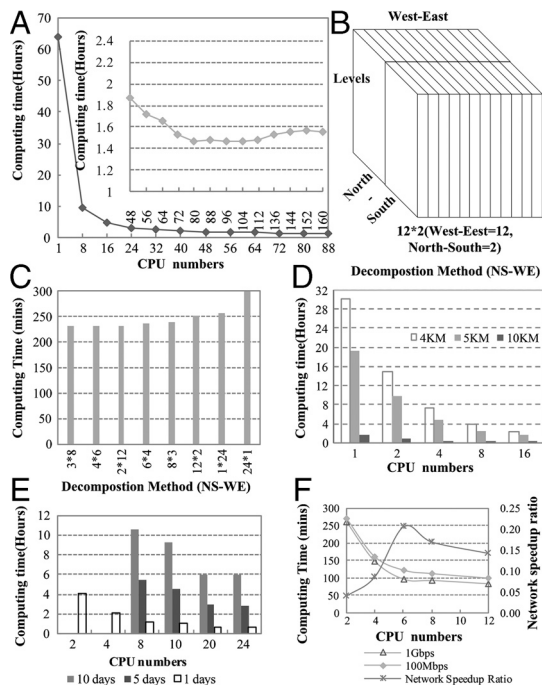 A
Computing time(Hours)
70
60
50
40
30
20
10
0
1 8 16 24 32 40 48 56 64 72 80 88
CPU numbers
Computing time(Hours)
2.4
2.2
2
1.8
1.6
1.4
1.2
1
48 56 64 72 80 88 96 104 112 136 144 152 160
B
West-East
Levels
North
-
South
12*2(West-Eest=12,
North-South=2)
C
Computing Time (mins)
300
250
200
150
100
50
0
3*8 4*6 2*12 6*4 8*3 12*2 1*24 24*1
Decompostion Method (NS-WE)
D
Decompostion Method (NS-WE)
Computing time(Hours)
32
28
24
20
16
12
8
4
0
4KM 5KM 10KM
1 2 4 8 16
CPU numbers
E
Computing time(Hours)
12
10
8
6
4
2
0
2 4 8 10 20 24
CPU numbers
10 days 5 days 1 days
F
Computing Time (mins)
300
250
200
150
100
50
0
2 4 6 8 10 12
CPU numbers
0.25
0.20
0.15
0.10
0.05
0.00
Network speedup ratio
1Gbps
100Mbps
Network Speedup Ratio